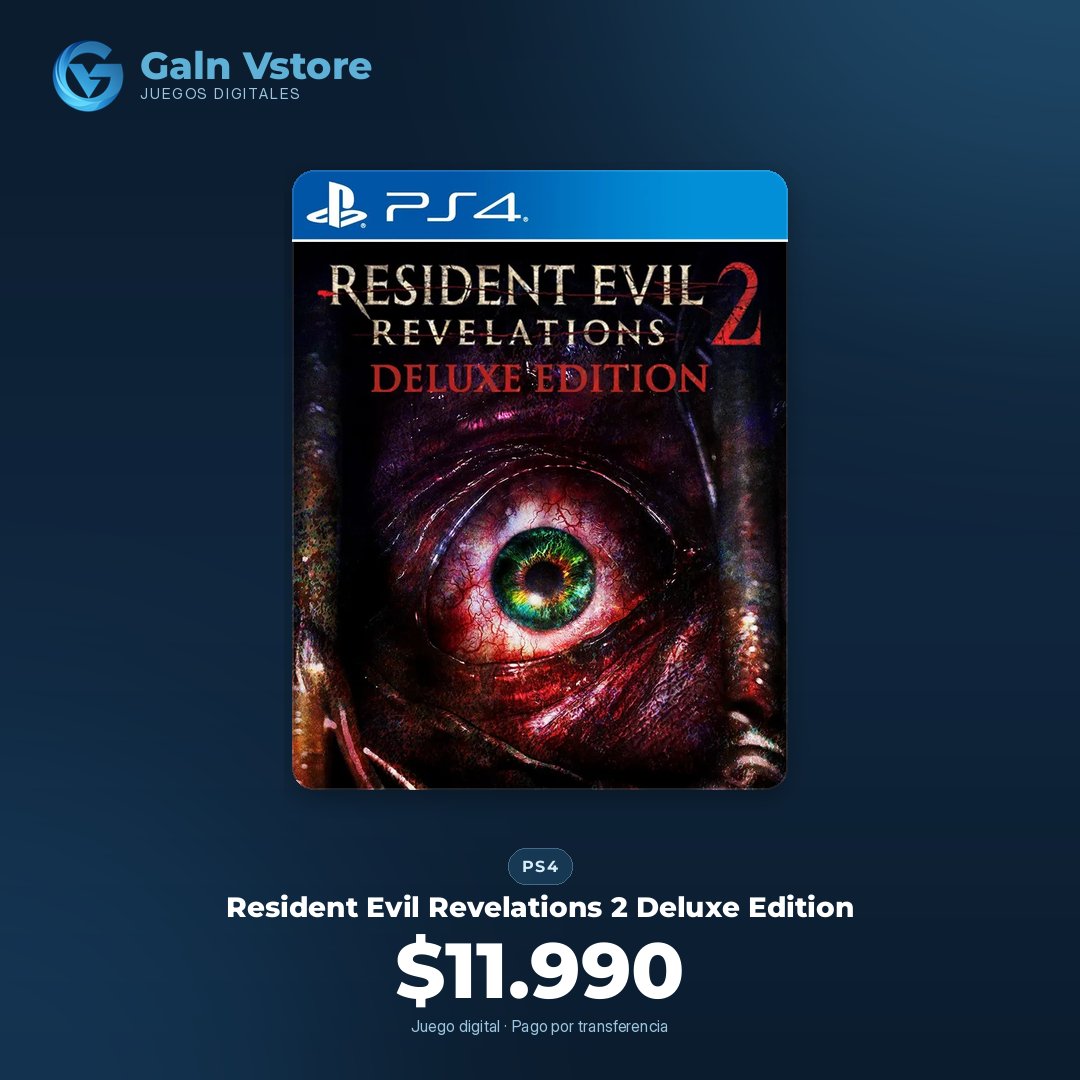 Galn Vstore
JUEGOS DIGITALES
PS4
RESIDENT EVIL 2
REVELATIONS
DELUXE EDITION
PS4
Resident Evil Revelations 2 Deluxe Edition
$11.990
Juego digital · Pago por transferencia